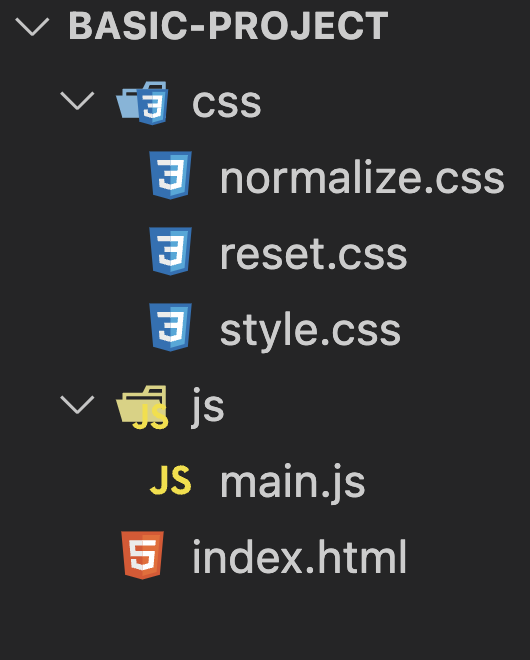 BASIC-PROJECT
css
normalize.css
reset.css
style.css
JS js
JS main.js
index.html